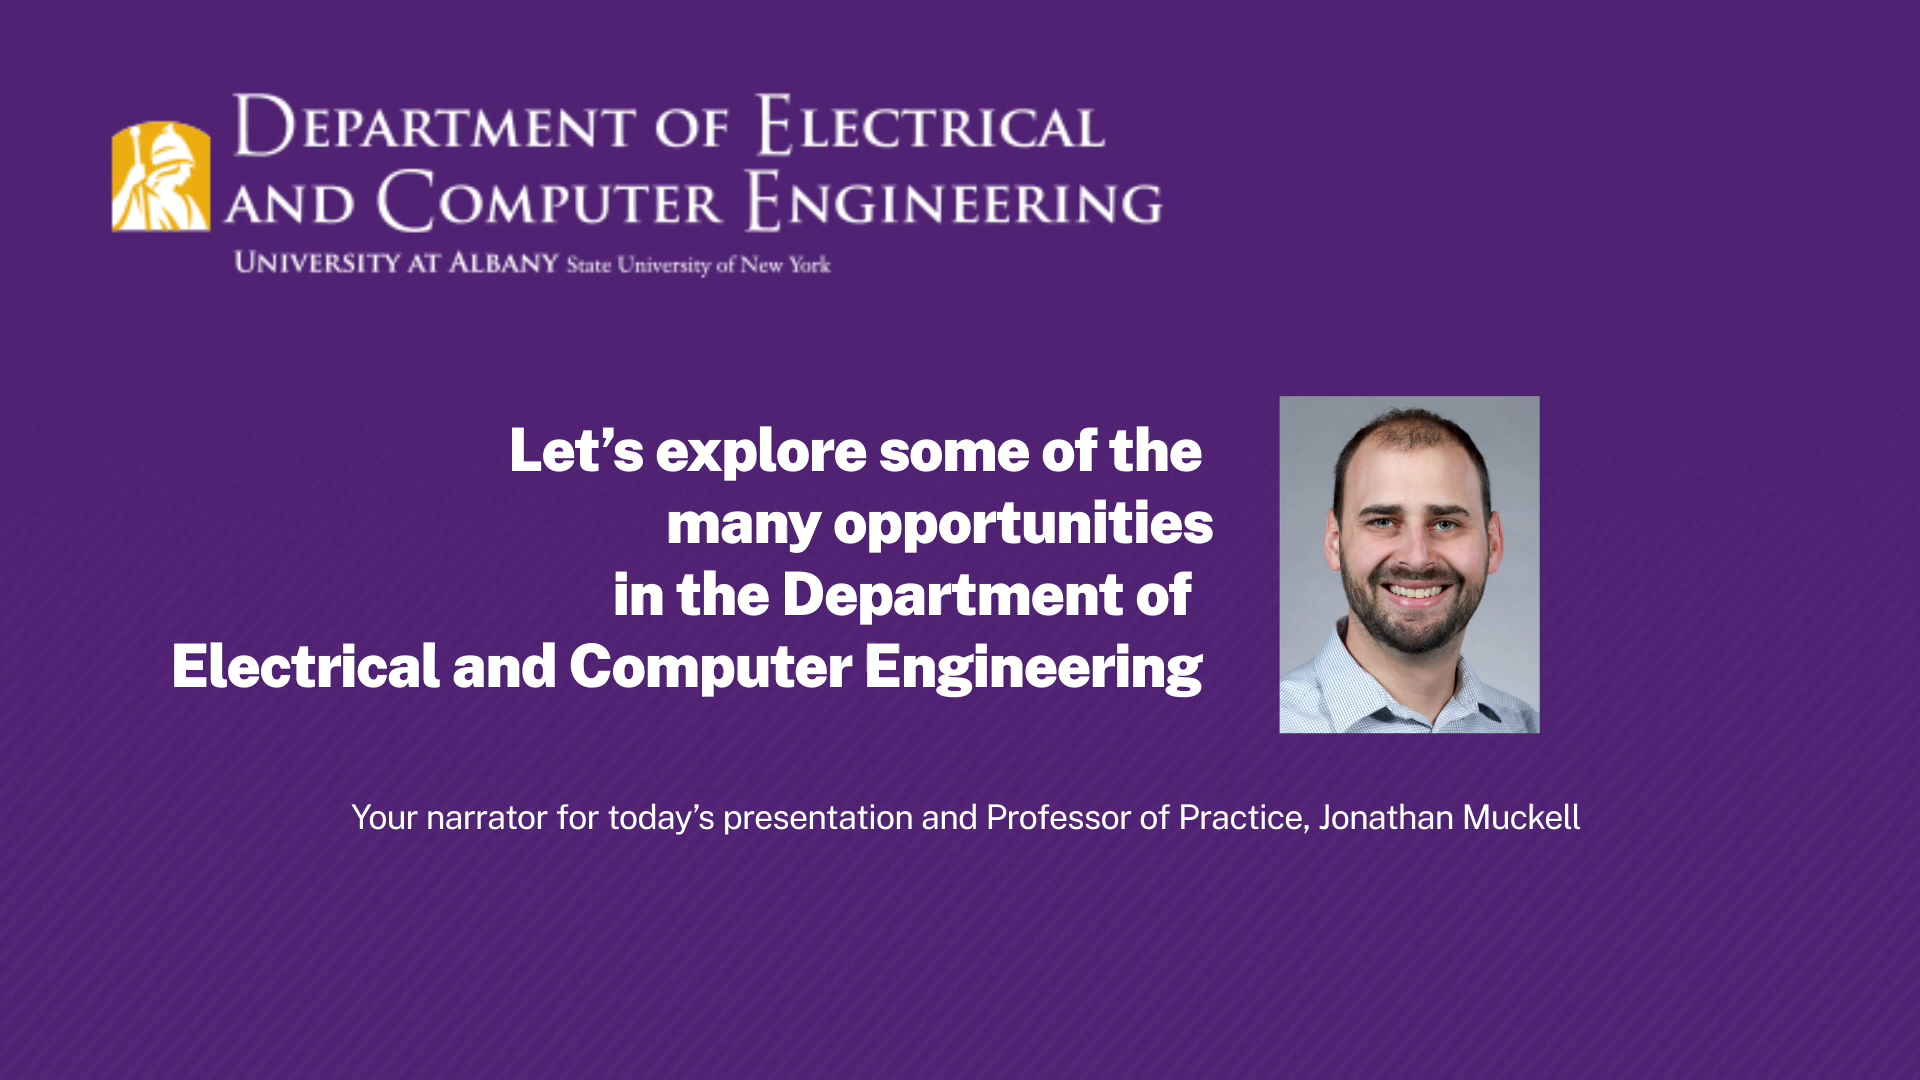 Department of Electrical
and Computer Engineering
University at Albany State University of New York
Let’s explore some of the
many opportunities
in the Department of
Electrical and Computer Engineering
Your narrator for today’s presentation and Professor of Practice, Jonathan Muckell